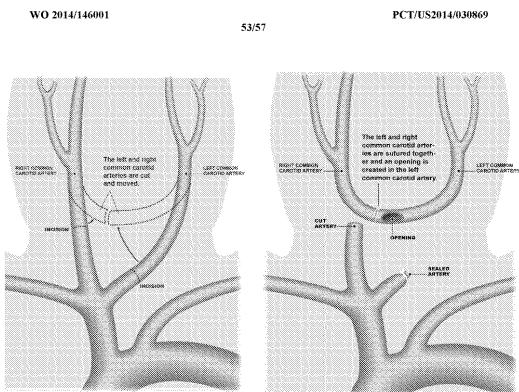 WO 2014/146001
PCT/US2014/030869
53/57
The left and right
common carotid
arteries are cut
and moved.
RIGHT COMMON
CAROTID ARTERY
LEFT COMMON
CAROTID ARTERY
INCISION
INCISION
The left and right
common carotid arter-
ies are sutured togeth-
er and an opening is
created in the left
common carotid artery.
RIGHT COMMON
CAROTID ARTERY
LEFT COMMON
CAROTID ARTERY
CUT
ARTERY
OPENING
SEALED
ARTERY